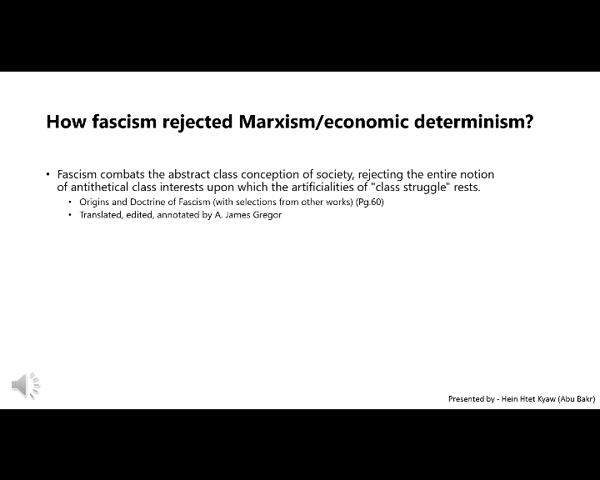 How fascism rejected Marxism/economic determinism?
• Fascism combats the abstract class conception of society, rejecting the entire notion
of antithetical class interests upon which the artificialities of "class struggle" rests.
• Origins and Doctrine of Fascism (with selections from other works) (Pg.60)
• Translated, edited, annotated by A. James Gregor
Presented by - Hein Htet Kyaw (Abu Bakr)